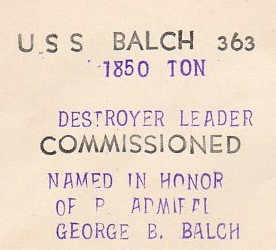 USS BALCH 363
1850 TON
DESTROYER LEADER
COMMISSIONED
NAMED IN HONOR
OF R ADMIRAL
GEORGE B. BALCH